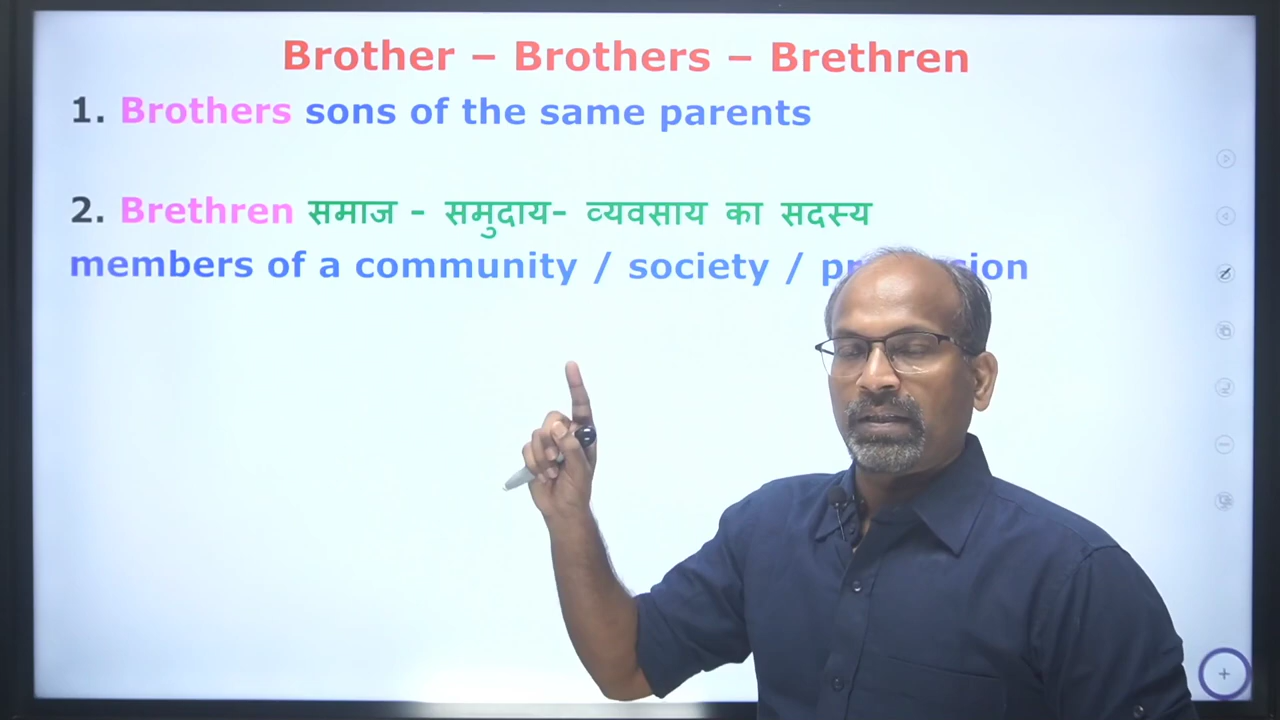 Brother – Brothers – Brethren
1. Brothers sons of the same parents
2. Brethren समाज - समुदाय- व्यवसाय का सदस्य
members of a community / society /